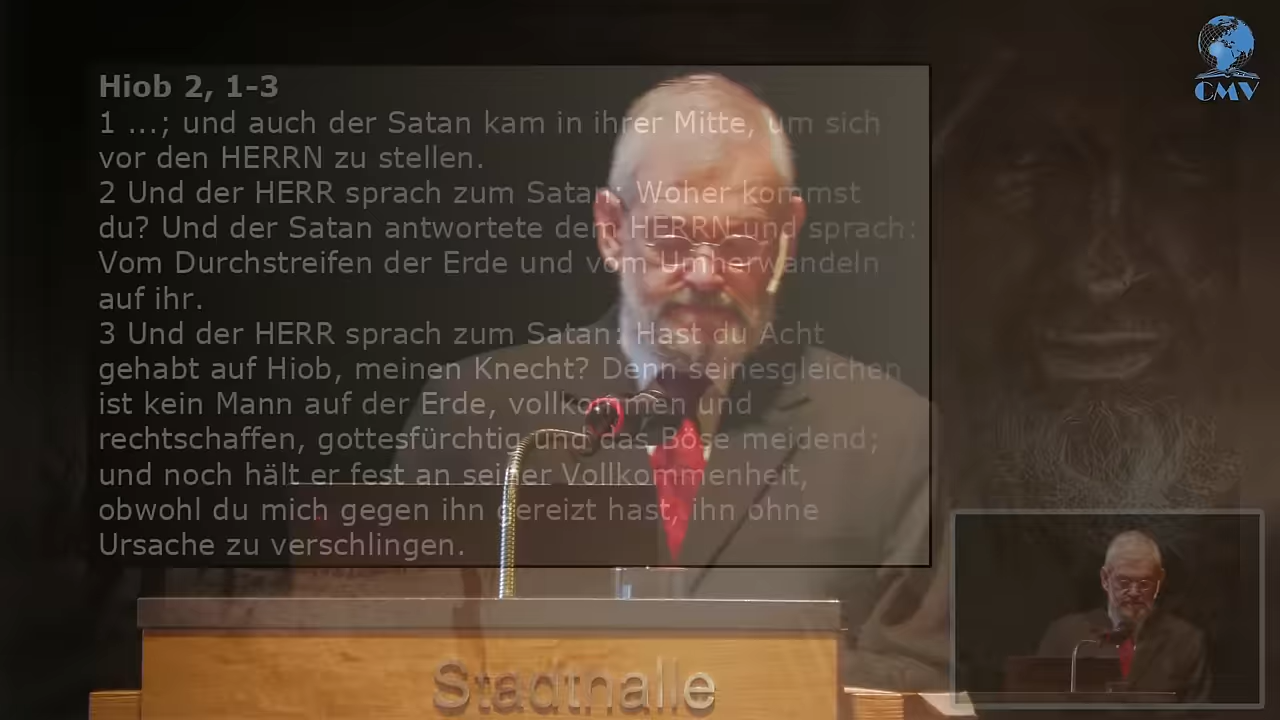 Hiob 2, 1-3
1 ...; und auch der Satan kam in ihrer Mitte, um sich
vor den HERRN zu stellen.
2 Und der HERR sprach zum Satan: Woher kommst
du? Und der Satan antwortete dem HERRN und sprach:
Vom Durchstreifen der Erde und vom Umherwandeln
auf ihr.
3 Und der HERR sprach zum Satan: Hast du Acht
gehabt auf Hiob, meinen Knecht? Denn seinesgleichen
ist kein Mann auf der Erde, vollkommen und
rechtschaffen, gottesfürchtig und das Böse meidend;
und noch hält er fest an seiner Vollkommenheit,
obwohl du mich gegen ihn gereizt hast, ihn ohne
Ursache zu verschlingen.
CMV
Stadthalle